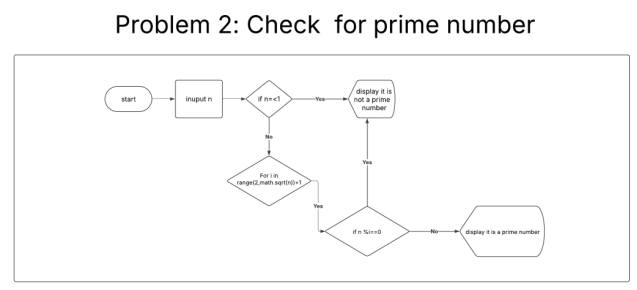 Problem 2: Check for prime number
start
inuput n
if n=<1
Yes
display it is
not a prime
number
No
For i in
range(2,math.sqrt(n))+1
Yes
Yes
if n %i==0
No
display it is a prime number